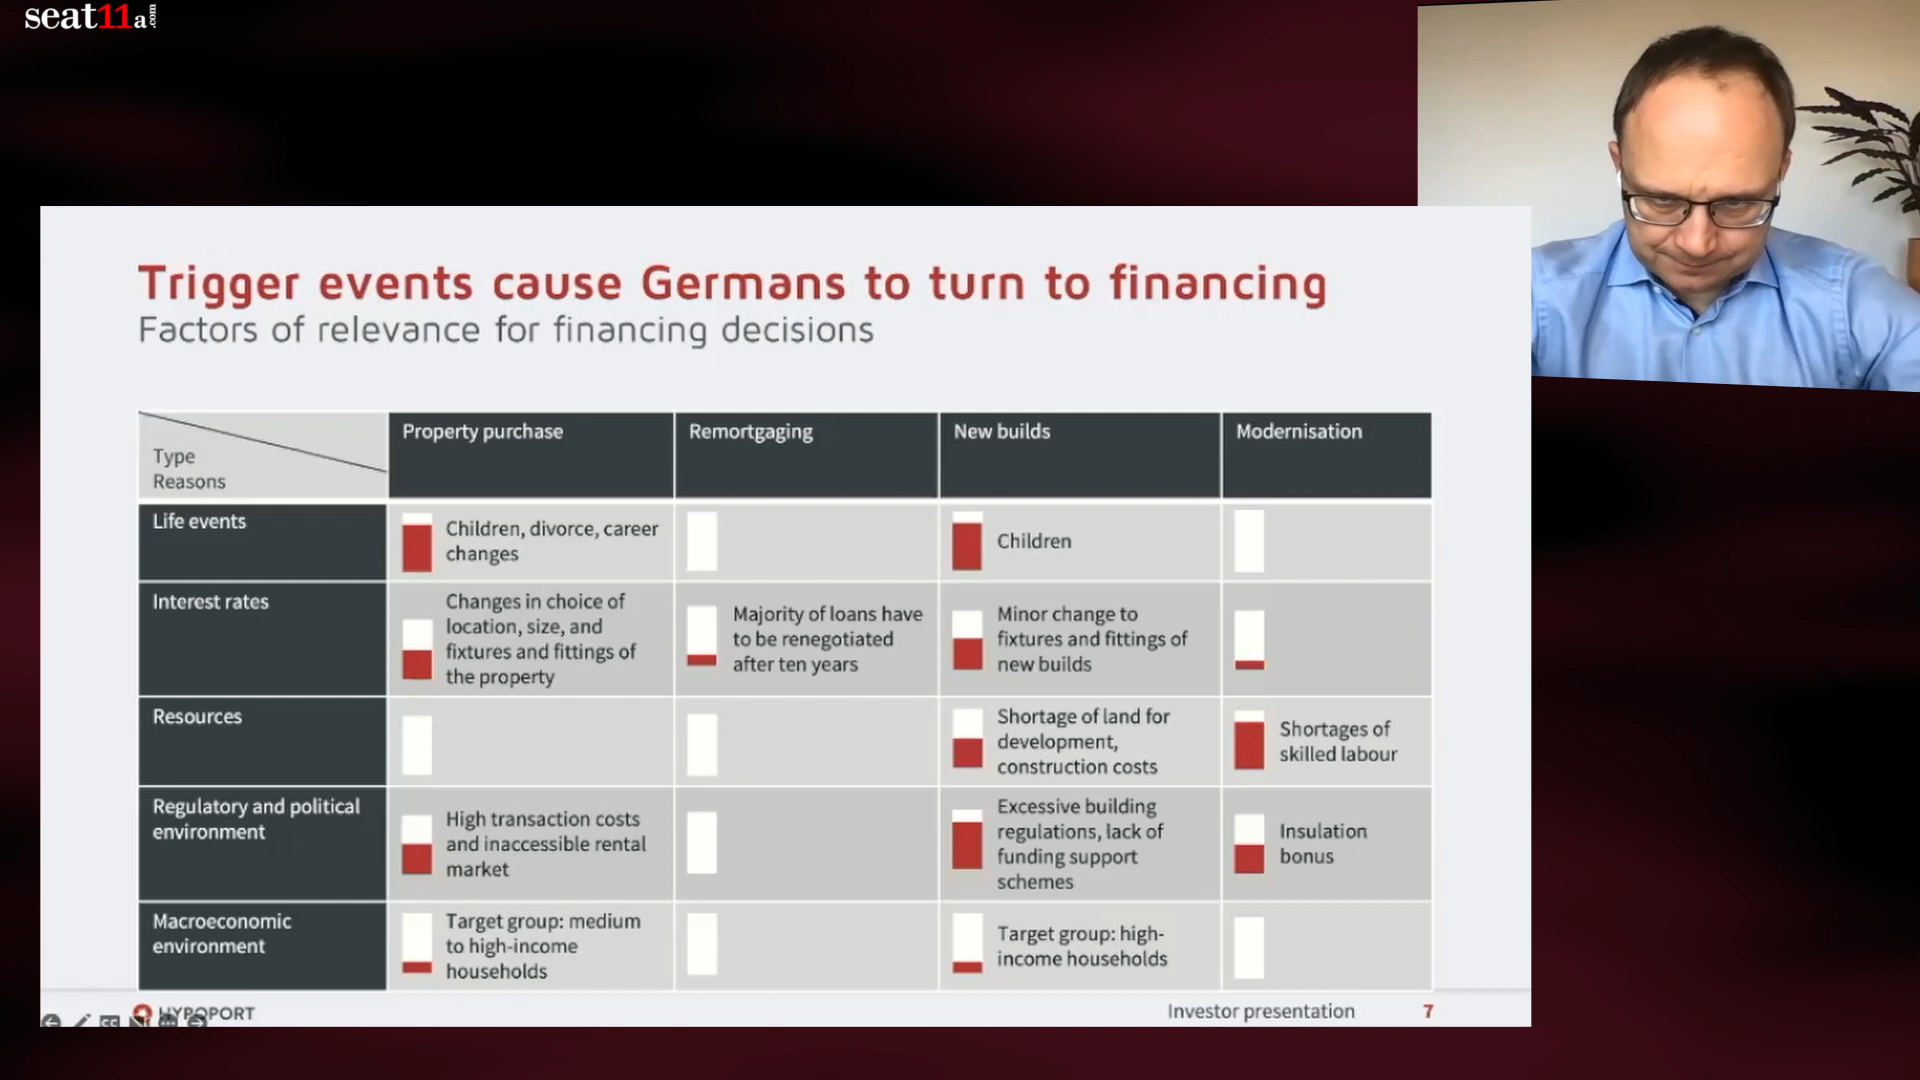 seat11a.com
Trigger events cause Germans to turn to financing
Factors of relevance for financing decisions
Type
Reasons
Property purchase
Remortgaging
New builds
Modernisation
Life events
Children, divorce, career
changes
Children
Interest rates
Changes in choice of
location, size, and
fixtures and fittings of
the property
Majority of loans have
to be renegotiated
after ten years
Minor change to
fixtures and fittings of
new builds
Resources
Shortage of land for
development,
construction costs
Shortages of
skilled labour
Regulatory and political
environment
High transaction costs
and inaccessible rental
market
Excessive building
regulations, lack of
funding support
schemes
Insulation
bonus
Macroeconomic
environment
Target group: medium
to high-income
households
Target group: high-
income households
HYPOPORT
Investor presentation
7